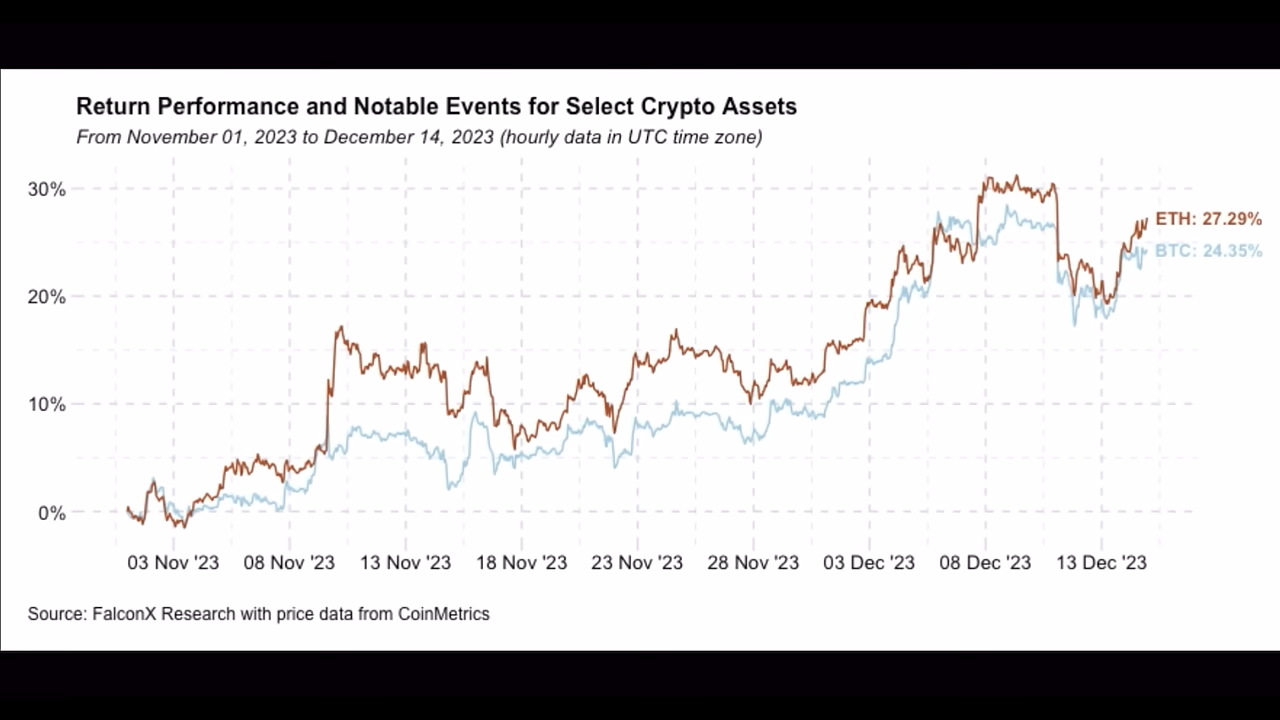 Return Performance and Notable Events for Select Crypto Assets
From November 01, 2023 to December 14, 2023 (hourly data in UTC time zone)
30%
20%
10%
0%
ETH: 27.29%
BTC: 24.35%
03 Nov '23 08 Nov '23 13 Nov '23 18 Nov '23 23 Nov '23 28 Nov '23 03 Dec '23 08 Dec '23 13 Dec '23
Source: FalconX Research with price data from CoinMetrics